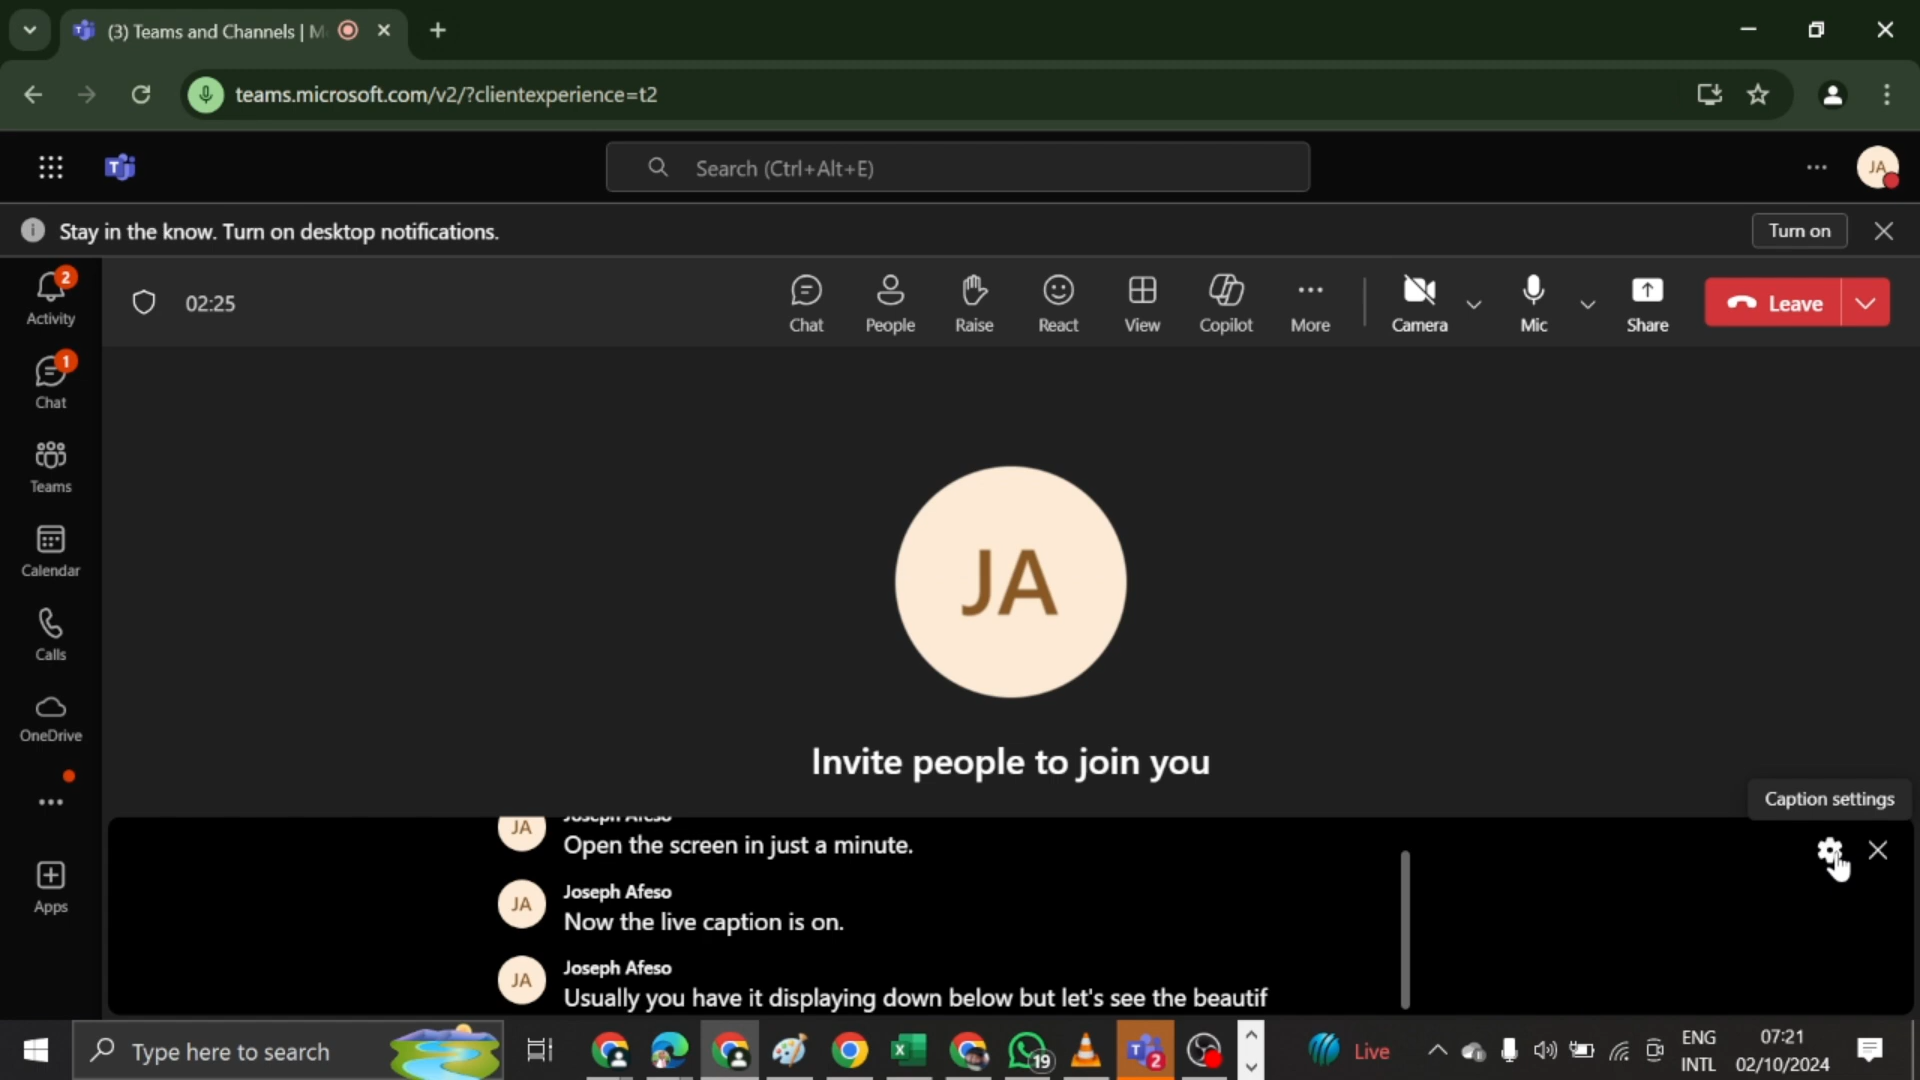 (3) Teams and Channels | M
teams.microsoft.com/v2/?clientexperience=t2
Search (Ctrl+Alt+E)
JA
Stay in the know. Turn on desktop notifications.
Turn on
2
Activity
02:25
Chat
People
Raise
React
View
Copilot
More
Camera
Mic
Share
Leave
1
Chat
Teams
Calendar
Calls
OneDrive
Apps
JA
Invite people to join you
Caption settings
JA
Joseph Afeso
Open the screen in just a minute.
JA
Joseph Afeso
Now the live caption is on.
JA
Joseph Afeso
Usually you have it displaying down below but let's see the beautif
Type here to search
19
2
Live
ENG
INTL
07:21
02/10/2024